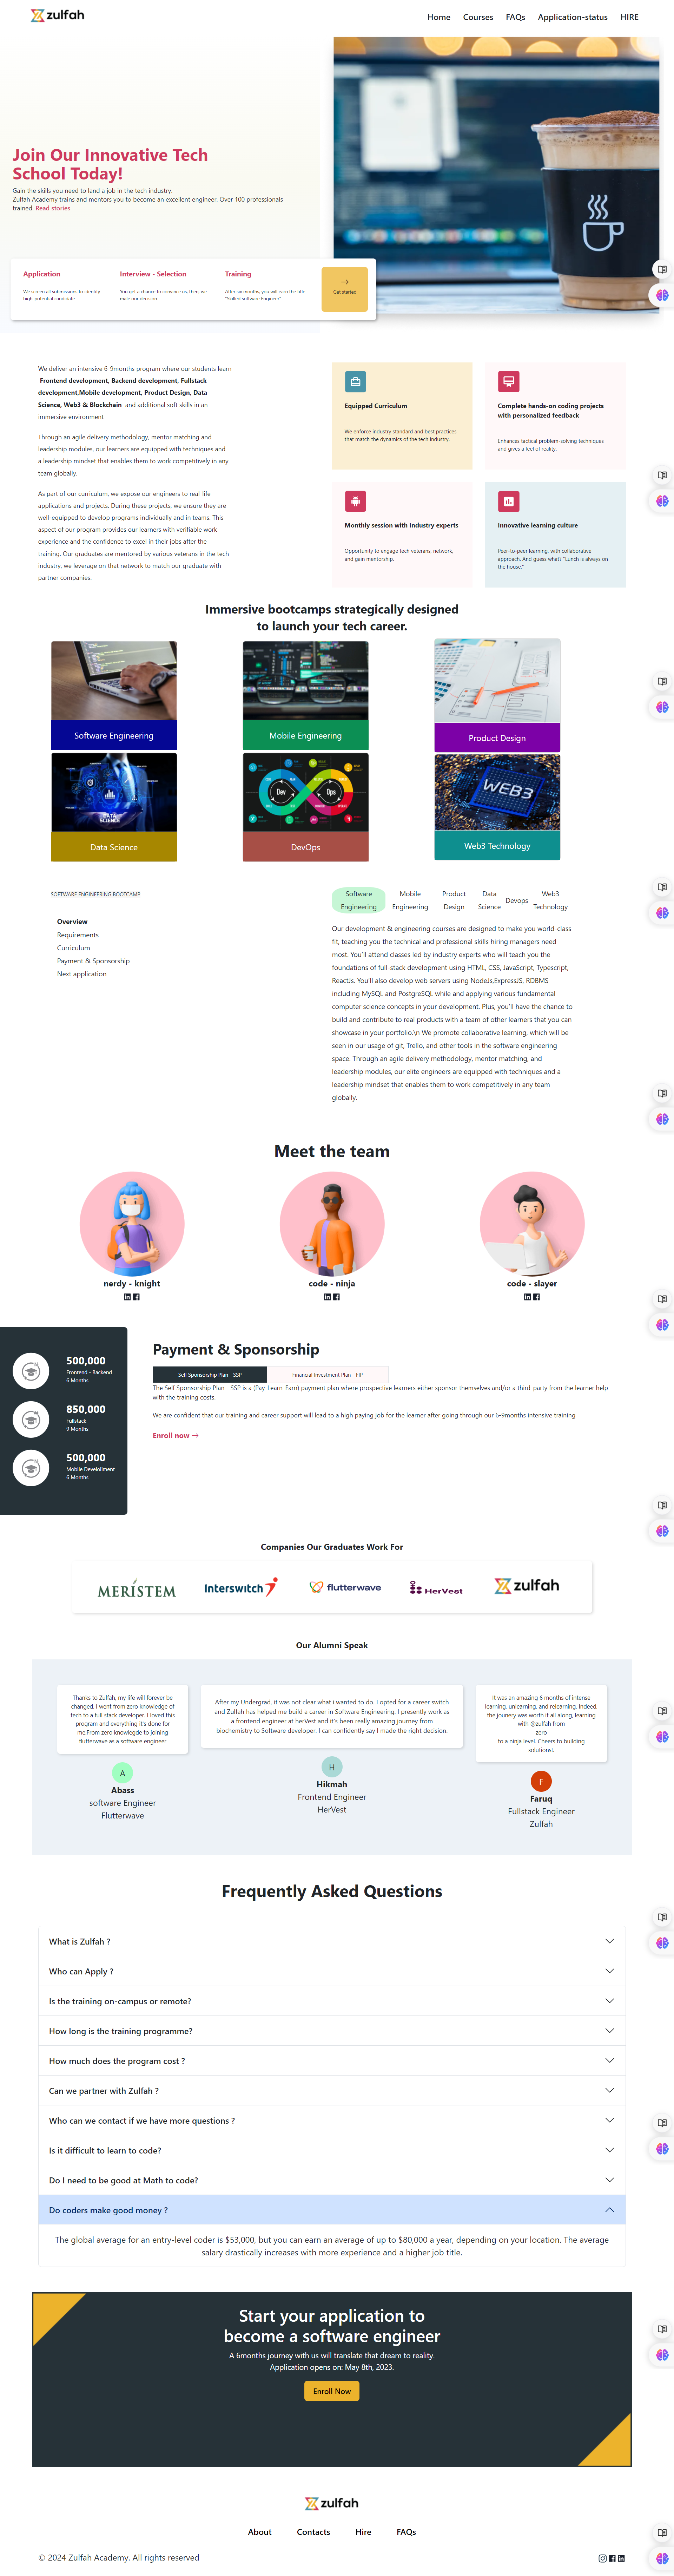 zulfah
Home Courses FAQs Application-status HIRE
Join Our Innovative Tech
School Today!
Gain the skills you need to land a job in the tech industry.
Zulfah Academy trains and mentors you to become an excellent engineer. Over 100 professionals
trained. Read stories
Application
We screen all submissions to identify
high-potential candidate
Interview - Selection
You get a chance to convince us, then, we
male our decision
Training
After six months, you will earn the title
"Skilled software Engineer"
Get started
We deliver an intensive 6-9months program where our students learn
Frontend development, Backend development, Fullstack
development,Mobile development, Product Design, Data
Science, Web3 & Blockchain and additional soft skills in an
immersive environment
Through an agile delivery methodology, mentor matching and
leadership modules, our learners are equipped with techniques and
a leadership mindset that enables them to work competitively in any
team globally.
As part of our curriculum, we expose our engineers to real-life
applications and projects. During these projects, we ensure they are
well-equipped to develop programs individually and in teams. This
aspect of our program provides our learners with verifiable work
experience and the confidence to excel in their jobs after the
training. Our graduates are mentored by various veterans in the tech
industry, we leverage on that network to match our graduate with
partner companies.
Equipped Curriculum
We enforce industry standard and best practices
that match the dynamics of the tech industry.
Complete hands-on coding projects
with personalized feedback
Enhances tactical problem-solving techniques
and gives a feel of reality.
Monthly session with Industry experts
Opportunity to engage tech veterans, network,
and gain mentorship.
Innovative learning culture
Peer-to-peer learning, with collaborative
approach. And guess what? "Lunch is always on
the house."
Immersive bootcamps strategically designed
to launch your tech career.
Software Engineering
Mobile Engineering
Product Design
DATA
SCIENCE
Data Science
Dev Ops
DevOps
WEB3
Web3 Technology
SOFTWARE ENGINEERING BOOTCAMP
Overview
Requirements
Curriculum
Payment & Sponsorship
Next application
Software Engineering
Mobile Engineering
Product Design
Data Science
Devops
Web3 Technology
Our development & engineering courses are designed to make you world-class
fit, teaching you the technical and professional skills hiring managers need
most. You'll attend classes led by industry experts who will teach you the
foundations of full-stack development using HTML, CSS, JavaScript, Typescript,
ReactJs. You'll also develop web servers using NodeJs,ExpressJS, RDBMS
including MySQL and PostgreSQL while and applying various fundamental
computer science concepts in your development. Plus, you'll have the chance to
build and contribute to real products with a team of other learners that you can
showcase in your portfolio.\n We promote collaborative learning, which will be
seen in our usage of git, Trello, and other tools in the software engineering
space. Through an agile delivery methodology, mentor matching, and
leadership modules, our elite engineers are equipped with techniques and a
leadership mindset that enables them to work competitively in any team
globally.
Meet the team
nerdy - knight
code - ninja
code - slayer
500,000
Frontend - Backend
6 Months
850,000
Fullstack
9 Months
500,000
Mobile Develoliment
6 Months
Payment & Sponsorship
Self Sponsorship Plan - SSP
Financial Investment Plan - FIP
The Self Sponsorship Plan - SSP is a (Pay-Learn-Earn) payment plan where prospective learners either sponsor themselves and/or a third-party from the learner help
with the training costs.
We are confident that our training and career support will lead to a high paying job for the learner after going through our 6-9months intensive training
Enroll now
Companies Our Graduates Work For
MERISTEM
Interswitch
flutterwave
HerVest
zulfah
Our Alumni Speak
Thanks to Zulfah, my life will forever be
changed, I went from zero knowledge of
tech to a full stack developer. I loved this
program and everything it's done for
me.From zero knowlegde to joining
flutterwave as a software engineer
A
Abass
software Engineer
Flutterwave
After my Undergrad, it was not clear what i wanted to do. I opted for a career switch
and Zulfah has helped me build a career in Software Engineering. I presently work as
a frontend engineer at herVest and it's been really amazing journey from
biochemistry to Software developer. I can confidently say I made the right decision.
H
Hikmah
Frontend Engineer
HerVest
It was an amazing 6 months of intense
learning, unlearning, and relearning. Indeed,
the jounery was worth it all along, learning
with @zulfah from
zero
to a ninja level. Cheers to building
solutions!.
F
Faruq
Fullstack Engineer
Zulfah
Frequently Asked Questions
What is Zulfah ?
Who can Apply ?
Is the training on-campus or remote?
How long is the training programme?
How much does the program cost ?
Can we partner with Zulfah ?
Who can we contact if we have more questions ?
Is it difficult to learn to code?
Do I need to be good at Math to code?
Do coders make good money ?
The global average for an entry-level coder is $53,000, but you can earn an average of up to $80,000 a year, depending on your location. The average
salary drastically increases with more experience and a higher job title.
Start your application to
become a software engineer
A 6months journey with us will translate that dream to reality.
Application opens on: May 8th, 2023.
Enroll Now
zulfah
About Contacts Hire FAQs
© 2024 Zulfah Academy. All rights reserved